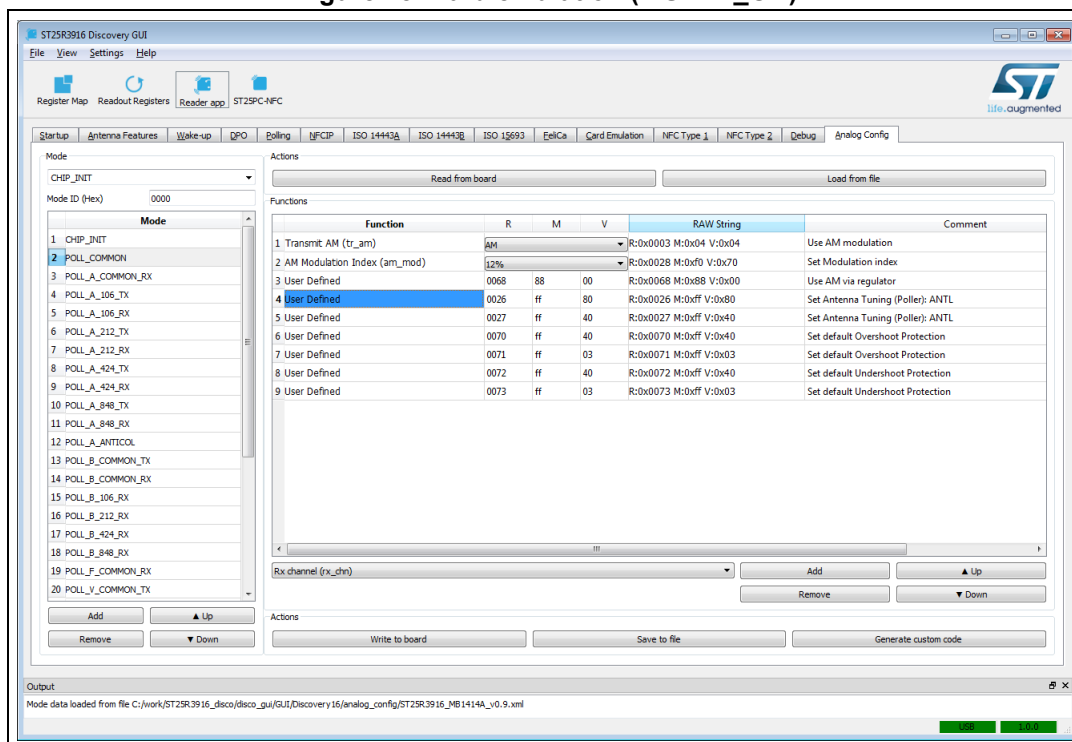 ST25R3916 Discovery GUI
File View Settings Help
Register Map Readout Registers Reader app ST25PC-NFC
life.augmented
Startup Antenna Features Wake-up DPO Polling NFCIP ISO 14443A ISO 14443B ISO 15693 FeliCa Card Emulation NFC Type 1 NFC Type 2 Debug Analog Config
Mode
CHIP_INIT
Mode ID (Hex) 0000
Mode
1 CHIP_INIT
2 POLL_COMMON
3 POLL_A_COMMON_RX
4 POLL_A_106_TX
5 POLL_A_106_RX
6 POLL_A_212_TX
7 POLL_A_212_RX
8 POLL_A_424_TX
9 POLL_A_424_RX
10 POLL_A_848_TX
11 POLL_A_848_RX
12 POLL_A_ANTICOL
13 POLL_B_COMMON_TX
14 POLL_B_COMMON_RX
15 POLL_B_106_RX
16 POLL_B_212_RX
17 POLL_B_424_RX
18 POLL_B_848_RX
19 POLL_F_COMMON_RX
20 POLL_V_COMMON_TX
Add ▲ Up
Remove ▼ Down
Actions
Read from board Load from file
Functions
Function R M V RAW String Comment
1 Transmit AM (tr_am) AM R:0x0003 M:0x04 V:0x04 Use AM modulation
2 AM Modulation Index (am_mod) 12% R:0x0028 M:0xf0 V:0x70 Set Modulation index
3 User Defined 0068 88 00 R:0x0068 M:0x88 V:0x00 Use AM via regulator
4 User Defined 0026 ff 80 R:0x0026 M:0xff V:0x80 Set Antenna Tuning (Poller): ANTL
5 User Defined 0027 ff 40 R:0x0027 M:0xff V:0x40 Set Antenna Tuning (Poller): ANTL
6 User Defined 0070 ff 40 R:0x0070 M:0xff V:0x40 Set default Overshoot Protection
7 User Defined 0071 ff 03 R:0x0071 M:0xff V:0x03 Set default Overshoot Protection
8 User Defined 0072 ff 40 R:0x0072 M:0xff V:0x40 Set default Undershoot Protection
9 User Defined 0073 ff 03 R:0x0073 M:0xff V:0x03 Set default Undershoot Protection
Rx channel (rx_chn) Add ▲ Up
Remove ▼ Down
Actions
Write to board Save to file Generate custom code
Output
Mode data loaded from file C:/work/ST25R3916_disco/disco_gui/GUI/Discovery16/analog_config/ST25R3916_MB1414A_v0.9.xml
USB 1.0.0